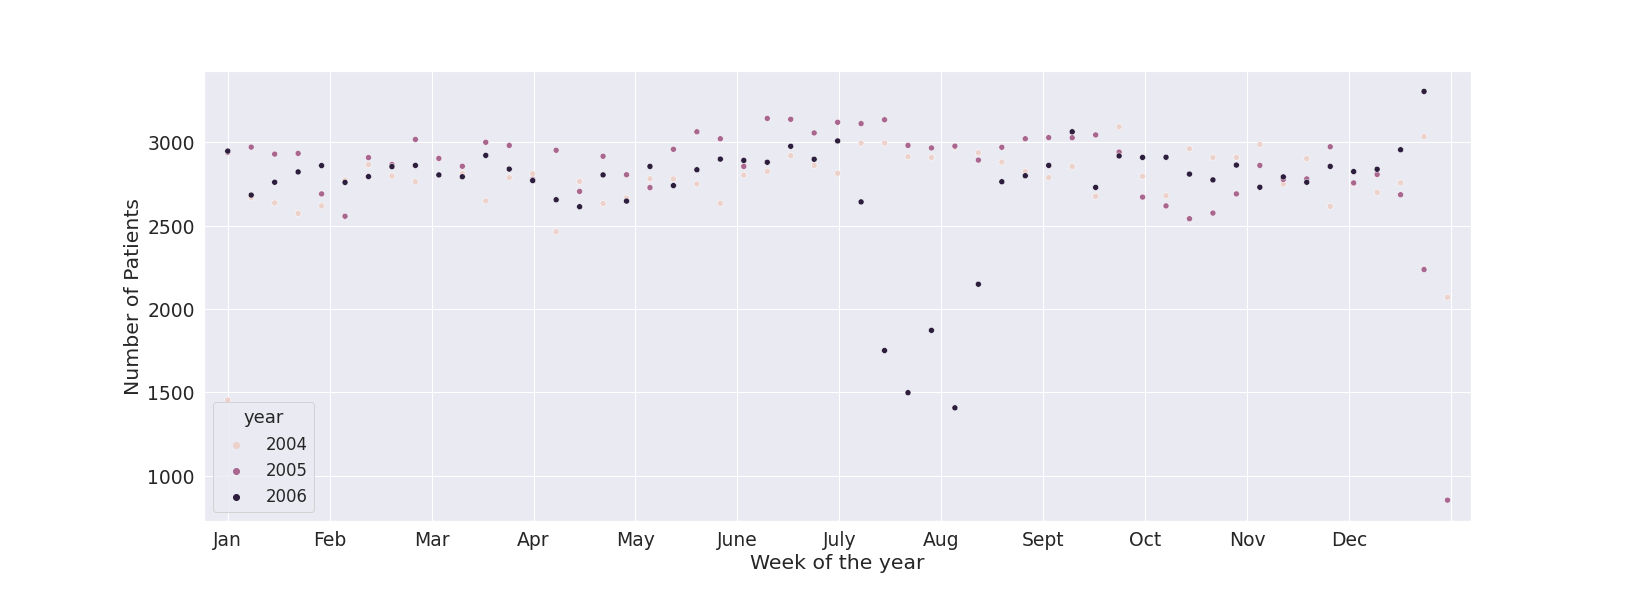 3000
2500
2000
1500
1000
Number of Patients
year
2004
2005
2006
Jan Feb Mar Apr May June July Aug Sept Oct Nov Dec
Week of the year